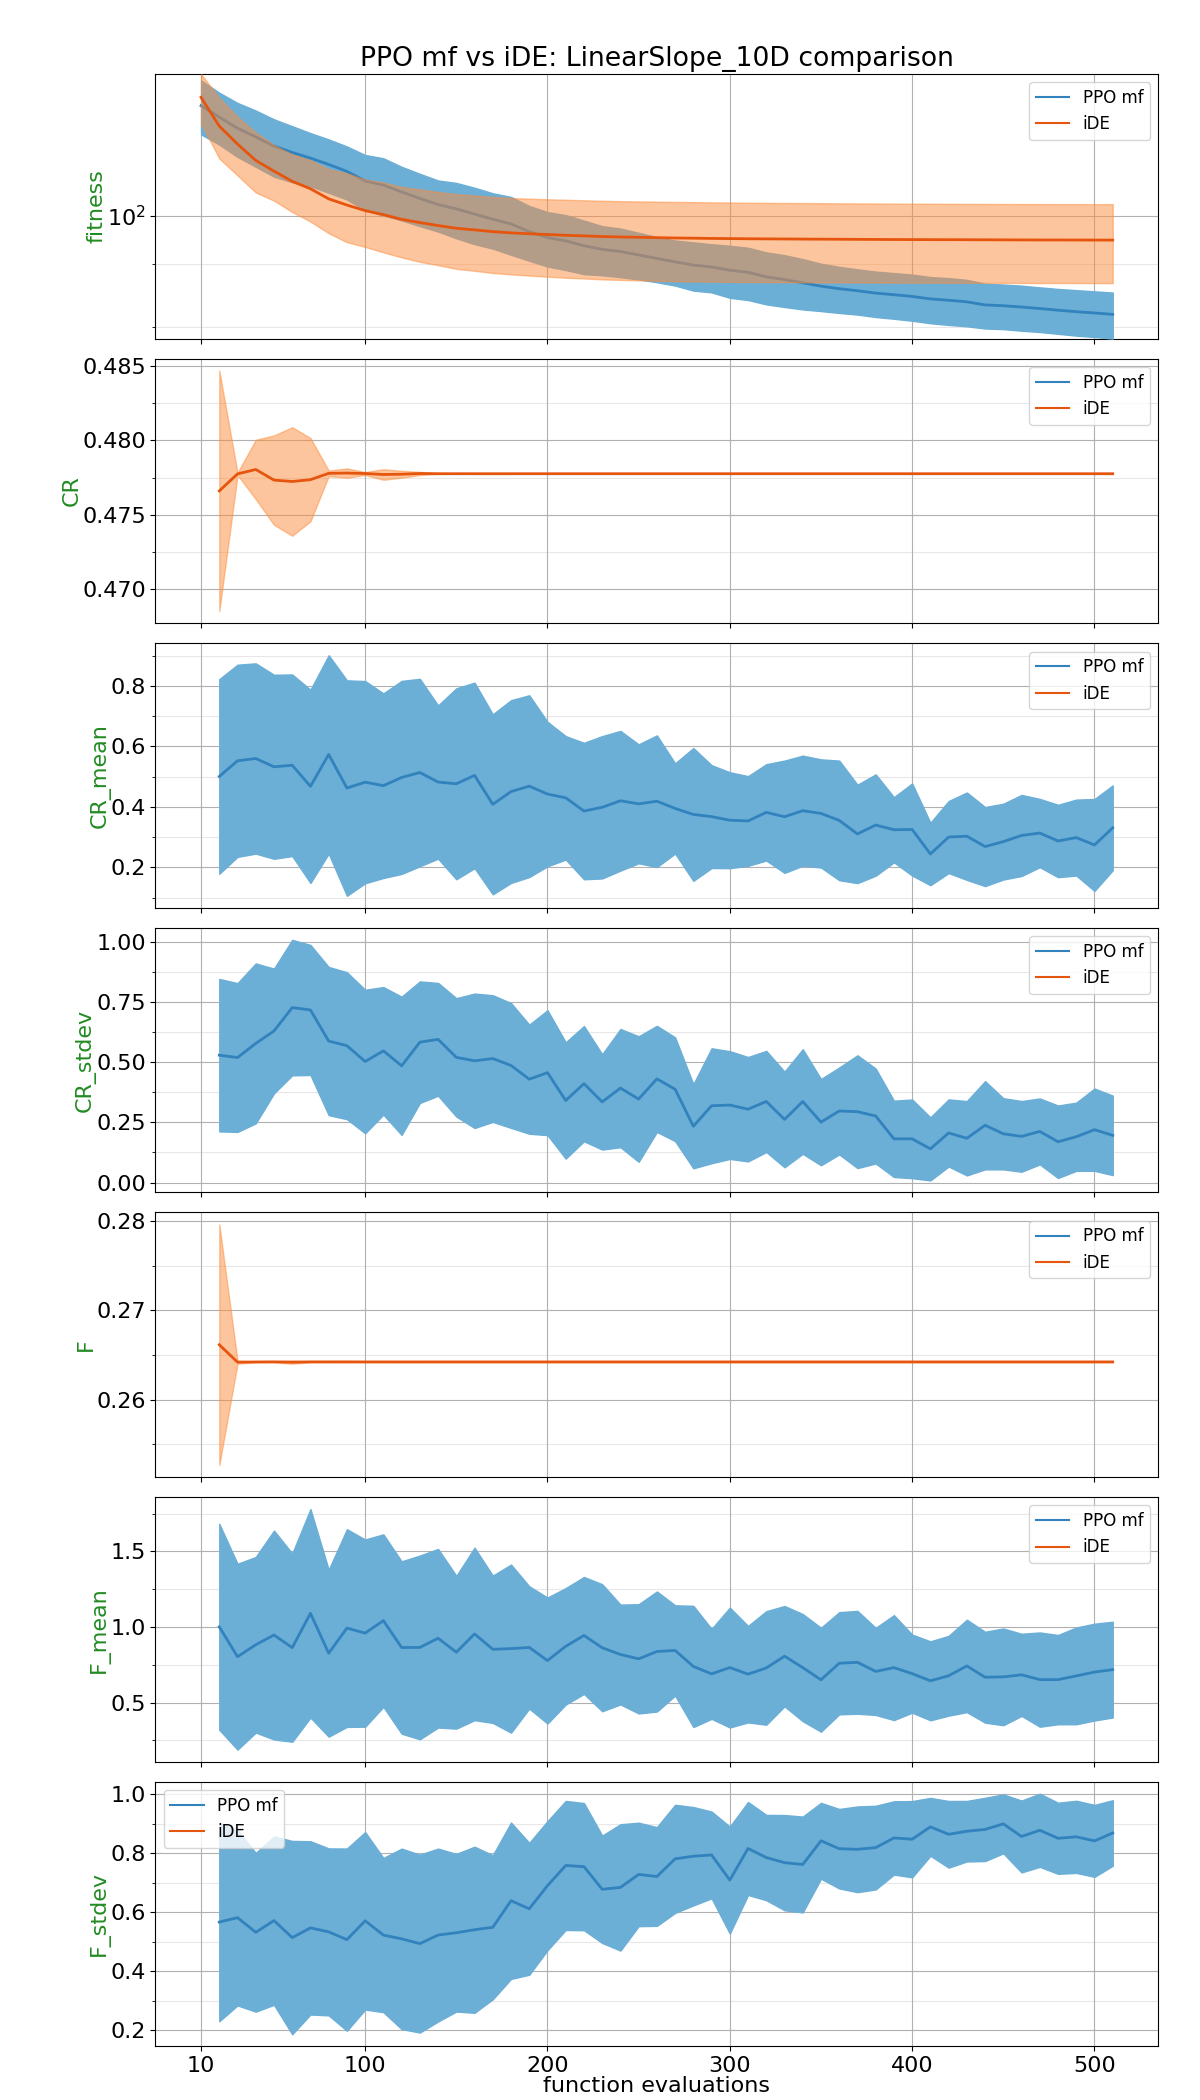 PPO mf vs iDE: LinearSlope_10D comparison
fitness
10²
PPO mf
iDE
CR
0.485
0.480
0.475
0.470
PPO mf
iDE
CR_mean
0.8
0.6
0.4
0.2
PPO mf
iDE
CR_stdev
1.00
0.75
0.50
0.25
0.00
PPO mf
iDE
F
0.28
0.27
0.26
PPO mf
iDE
F_mean
1.5
1.0
0.5
PPO mf
iDE
F_stdev
1.0
0.8
0.6
0.4
0.2
PPO mf
iDE
10 100 200 300 400 500
function evaluations